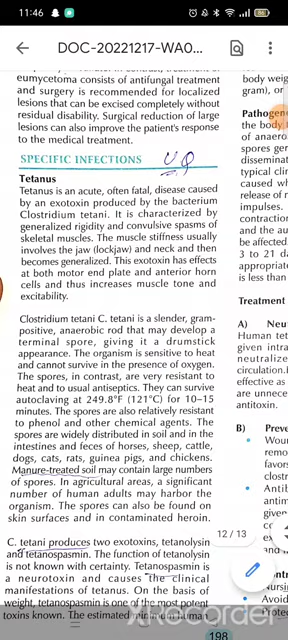 11:46
86
DOC-20221217-WA0...
eumycetoma consists of antifungal treatment
and surgery is recommended for localized
lesions that can be excised completely without
residual disability. Surgical reduction of large
lesions can also improve the patient's response
to the medical treatment.
SPECIFIC INFECTIONS
Tetanus
Tetanus is an acute, often fatal, disease caused
by an exotoxin produced by the bacterium
Clostridium tetani. It is characterized by
generalized rigidity and convulsive spasms of
skeletal muscles. The muscle stiffness usually
involves the jaw (lockjaw) and neck and then
becomes generalized. This exotoxin has effects
at both motor end plate and anterior horn
cells and thus increases muscle tone and
excitability.
Clostridium tetani C. tetani is a slender, gram-
positive, anaerobic rod that may develop a
terminal spore, giving it a drumstick
appearance. The organism is sensitive to heat
and cannot survive in the presence of oxygen.
The spores, in contrast, are very resistant to
heat and to usual antiseptics. They can survive
autoclaving at 249.8°F (121°C) for 10–15
minutes. The spores are also relatively resistant
to phenol and other chemical agents. The
spores are widely distributed in soil and in the
intestines and feces of horses, sheep, cattle,
dogs, cats, rats, guinea pigs, and chickens.
Manure-treated soil may contain large numbers
of spores. In agricultural areas, a significant
number of human adults may harbor the
organism. The spores can also be found on
skin surfaces and in contaminated heroin.
C. tetani produces two exotoxins, tetanolysin
and tetanospasmin. The function of tetanolysin
is not known with certainty. Tetanospasmin is
a neurotoxin and causes the clinical
manifestations of tetanus. On the basis of
weight, tetanospasmin is one of the most potent
toxins known. The estimated minimum human
body weig
gram), or
Pathogen
the body
of anaerob
spores ger
disseminat
typical clin
caused wh
release of n
impulses.
contraction
and the au
be affected.
3 to 21 da
appropriate
is less than
Treatment
A) Neu
Human tet
given intra
neutralize
circulation.
effective as
are unneces
antitoxin.
B) Preve
Wour
remo
favors
clostr
Antib
antim
given
12 / 13
Nursi
Avoid
Prote
198
XRECORDER